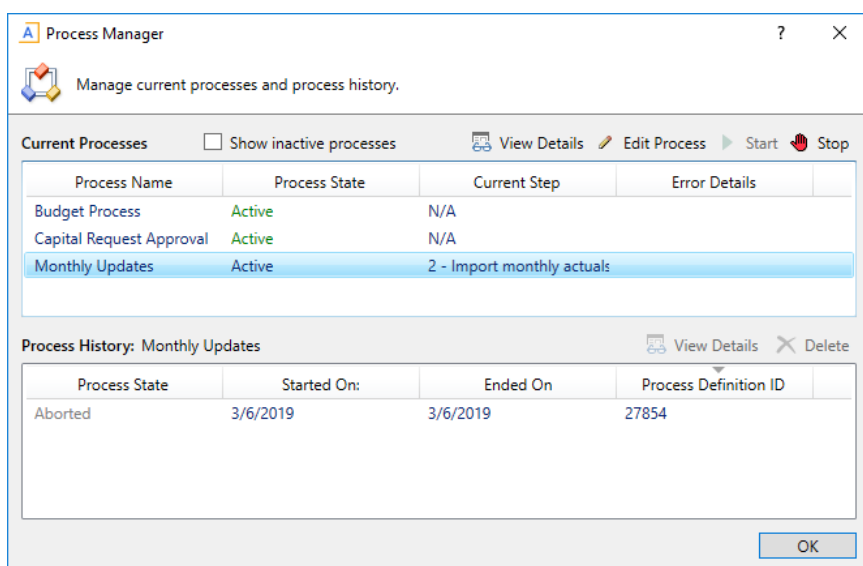 A Process Manager ?
Manage current processes and process history.
Current Processes Show inactive processes View Details Edit Process Start Stop
Process Name Process State Current Step Error Details
Budget Process Active N/A
Capital Request Approval Active N/A
Monthly Updates Active 2 - Import monthly actuals
Process History: Monthly Updates View Details Delete
Process State Started On: Ended On Process Definition ID
Aborted 3/6/2019 3/6/2019 27854
OK